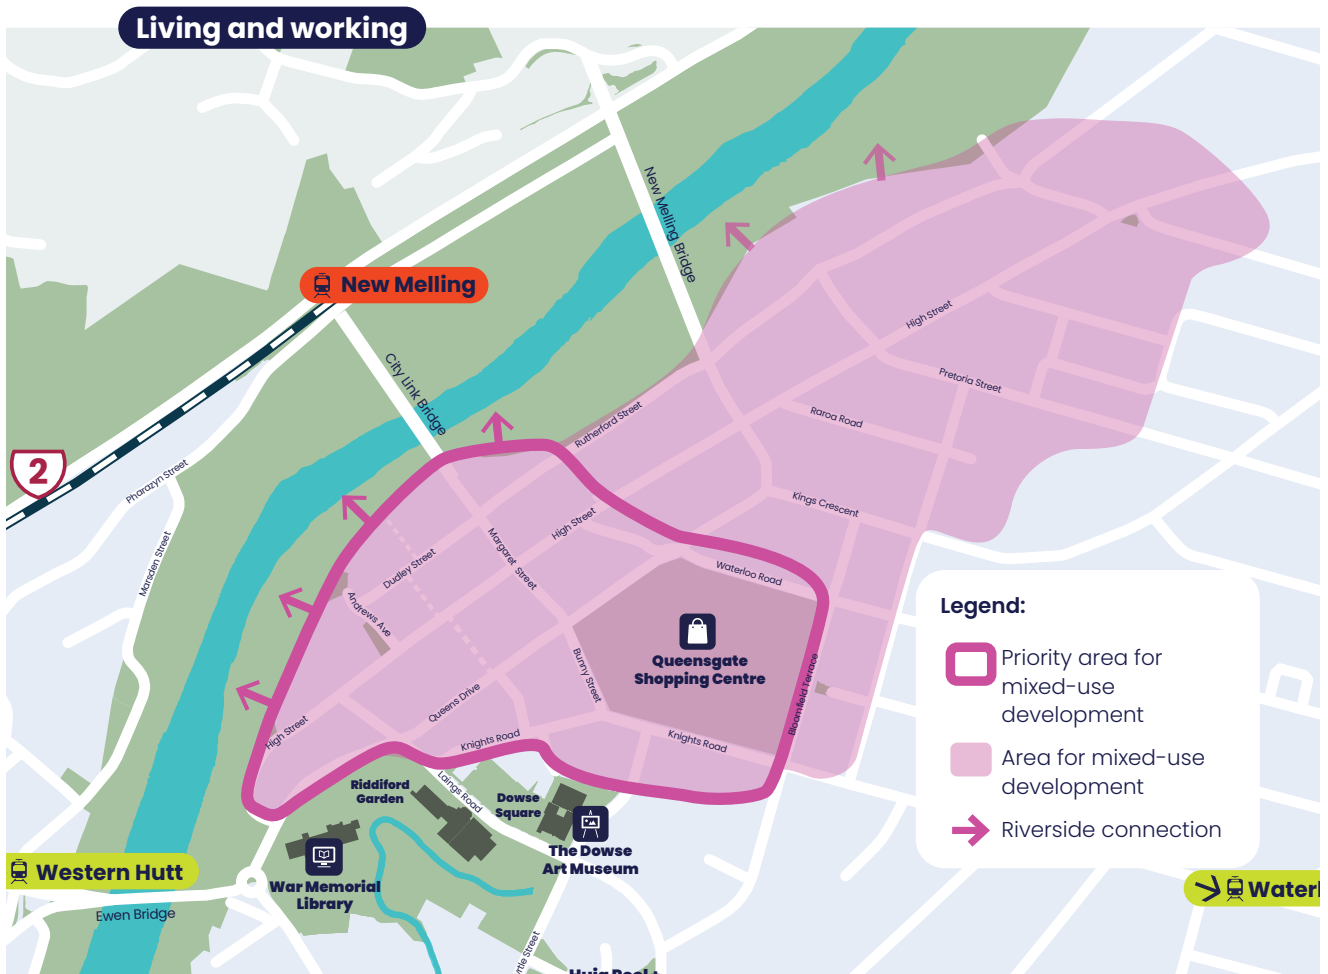 Living and working
New Melling Bridge
New Melling
High Street
City Link Bridge
Pretoria Street
Rutherford Street
Raroa Road
2
Pharazyn Street
Kings Crescent
High Street
Margaret Street
Marsden Street
Dudley Street
Waterloo Road
Andrews Ave
Queensgate
Shopping Centre
Bunny Street
Bloomfield Terrace
Queens Drive
High Street
Knights Road
Knights Road
Laings Road
Riddiford
Garden
Dowse
Square
The Dowse
Art Museum
War Memorial
Library
Western Hutt
Ewen Bridge
Legend:
Priority area for
mixed-use
development
Area for mixed-use
development
Riverside connection